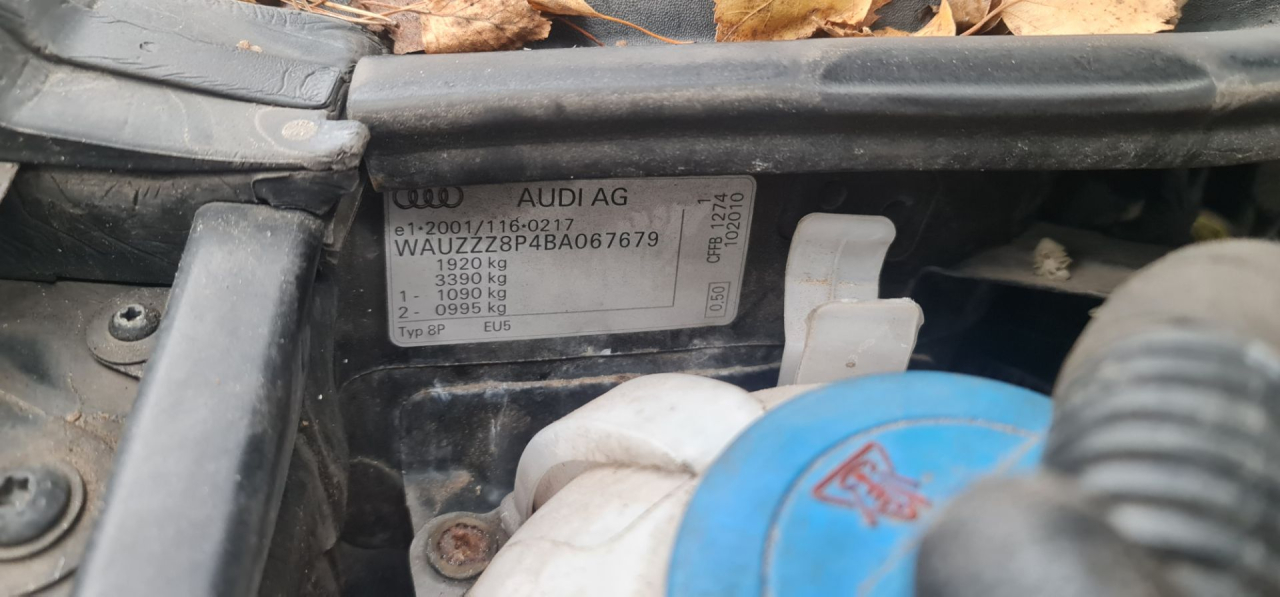 AUDI AG
e1•2001/116•0217
WAUZZZ8P4BA067679
1920 kg
3390 kg
1 - 1090 kg
2 - 0995 kg
Typ 8P EU5
1
CFFB 1274
102010
0.50